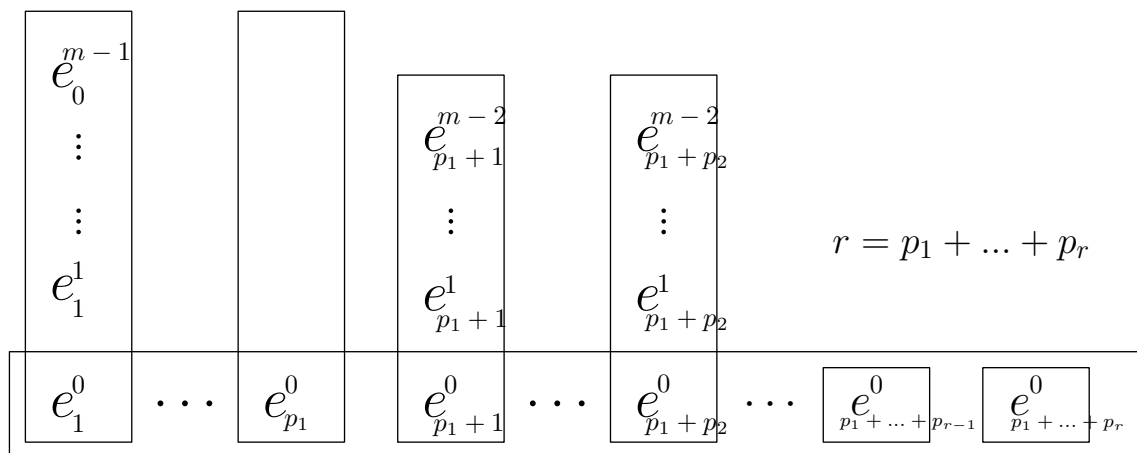 e_0^{m-1}
e_{p_1+1}^{m-2} e_{p_1+p_2}^{m-2}
⋮ ⋮ ⋮
⋮
r = p_1 + ... + p_r
e_1^1 e_{p_1+1}^1 e_{p_1+p_2}^1
e_1^0 ··· e_{p_1}^0 e_{p_1+1}^0 ··· e_{p_1+p_2}^0 ··· e_{p_1+...+p_{r-1}}^0 e_{p_1+...+p_r}^0